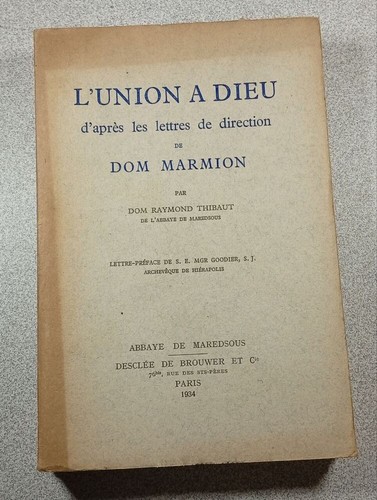 L'UNION A DIEU
d'après les lettres de direction
DE
DOM MARMION
PAR
DOM RAYMOND THIBAUT
DE L'ABBAYE DE MAREDSOUS
LETTRE-PRÉFACE DE S. E. MGR GOODIER, S. J.
ARCHEVÊQUE DE HIÉRAPOLIS
ABBAYE DE MAREDSOUS
DESCLÉE DE BROUWER ET Cie
76bis, RUE DES STS-PÈRES
PARIS
1934